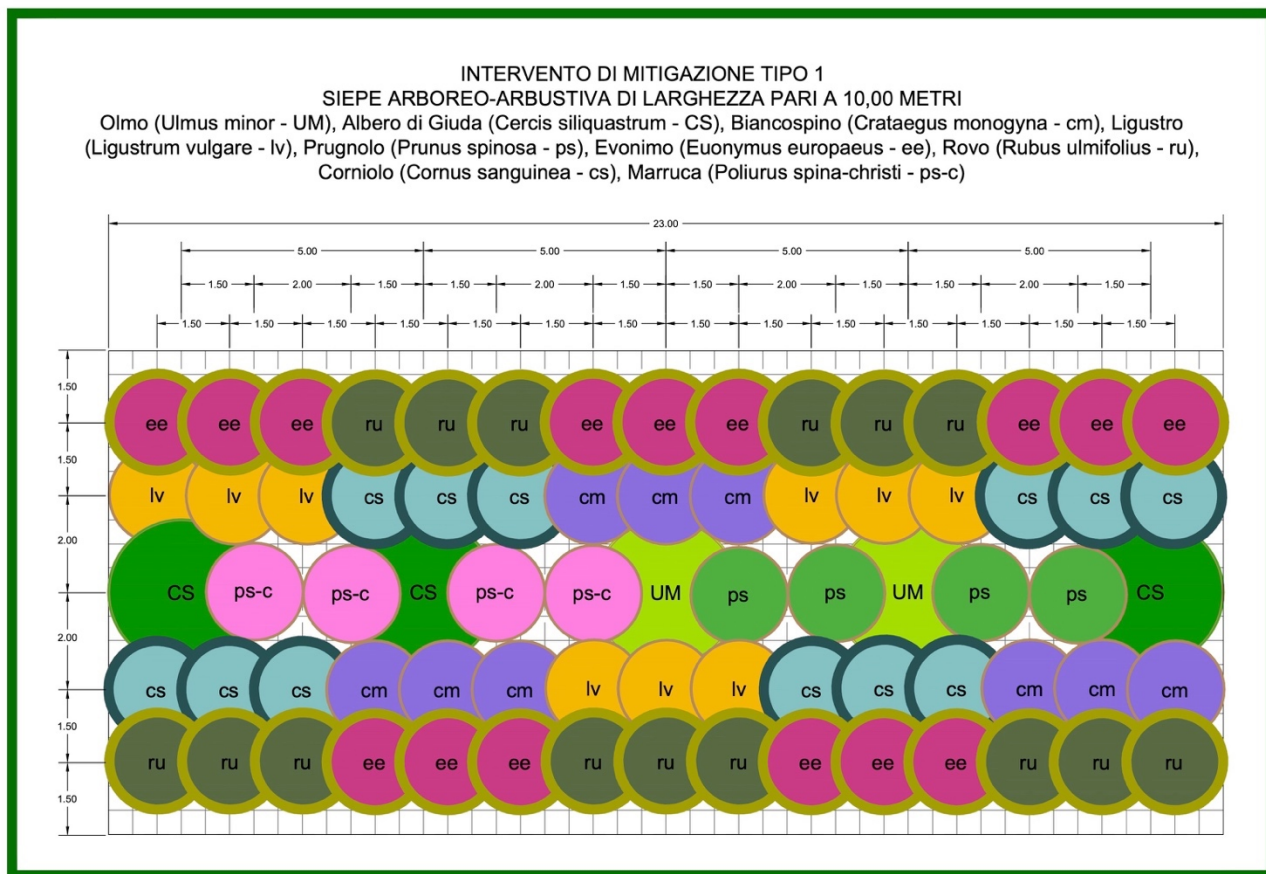 INTERVENTO DI MITIGAZIONE TIPO 1
SIEPE ARBOREO-ARBUSTIVA DI LARGHEZZA PARI A 10,00 METRI
Olmo (Ulmus minor - UM), Albero di Giuda (Cercis siliquastrum - CS), Biancospino (Crataegus monogyna - cm), Ligustro
(Ligustrum vulgare - lv), Prugnolo (Prunus spinosa - ps), Evonimo (Euonymus europaeus - ee), Rovo (Rubus ulmifolius - ru),
Corniolo (Cornus sanguinea - cs), Marruca (Poliurus spina-christi - ps-c)
23.00
5.00 5.00 5.00 5.00
1.50 2.00 1.50 1.50 2.00 1.50 1.50 2.00 1.50 1.50 2.00 1.50
1.50 1.50 1.50 1.50 1.50 1.50 1.50 1.50 1.50 1.50 1.50 1.50 1.50 1.50
1.50
ee ee ee ru ru ru ee ee ee ru ru ru ee ee ee
1.50
lv lv lv cs cs cs cm cm cm lv lv lv cs cs cs
2.00
CS ps-c ps-c CS ps-c ps-c UM ps ps UM ps ps CS
2.00
cs cs cs cm cm cm lv lv lv cs cs cs cm cm cm
1.50
ru ru ru ee ee ee ru ru ru ee ee ee ru ru ru
1.50